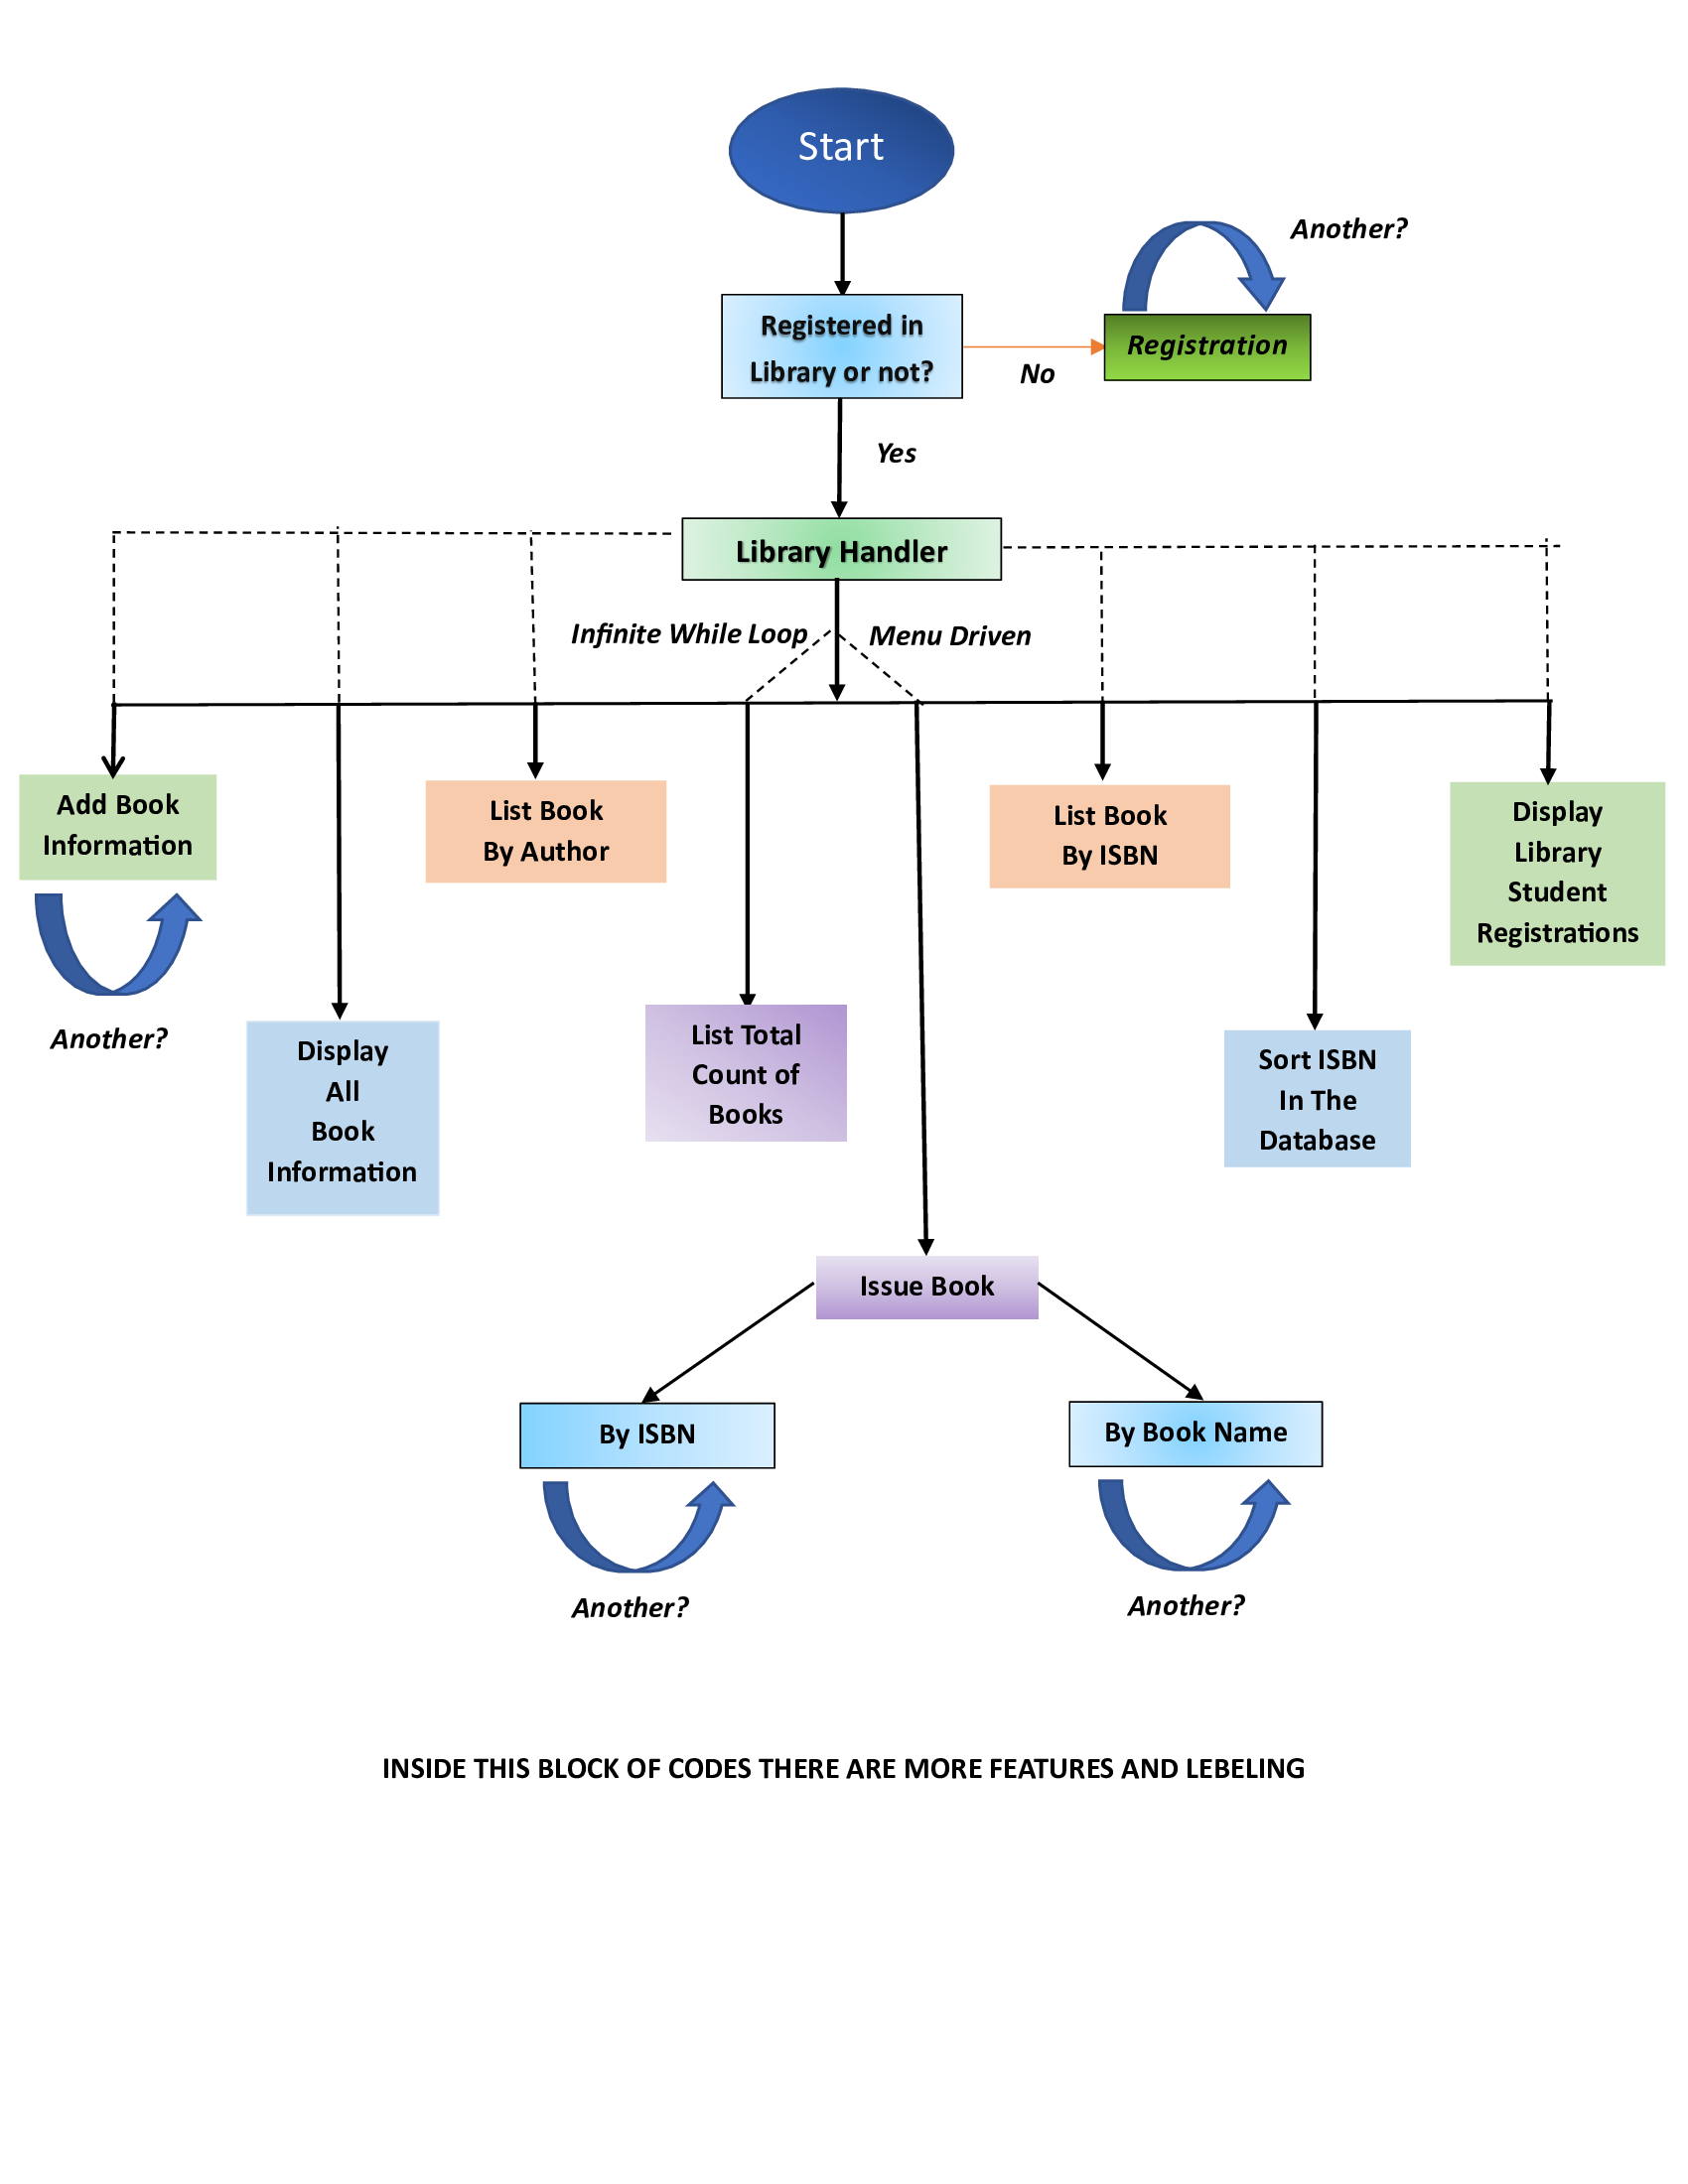 Start
Another?
Registered in
Library or not?
Registration
No
Yes
Library Handler
Infinite While Loop
Menu Driven
Add Book
Information
List Book
By Author
List Book
By ISBN
Display
Library
Student
Registrations
Another?
Display
All
Book
Information
List Total
Count of
Books
Sort ISBN
In The
Database
Issue Book
By ISBN
By Book Name
Another?
Another?
INSIDE THIS BLOCK OF CODES THERE ARE MORE FEATURES AND LEBELING